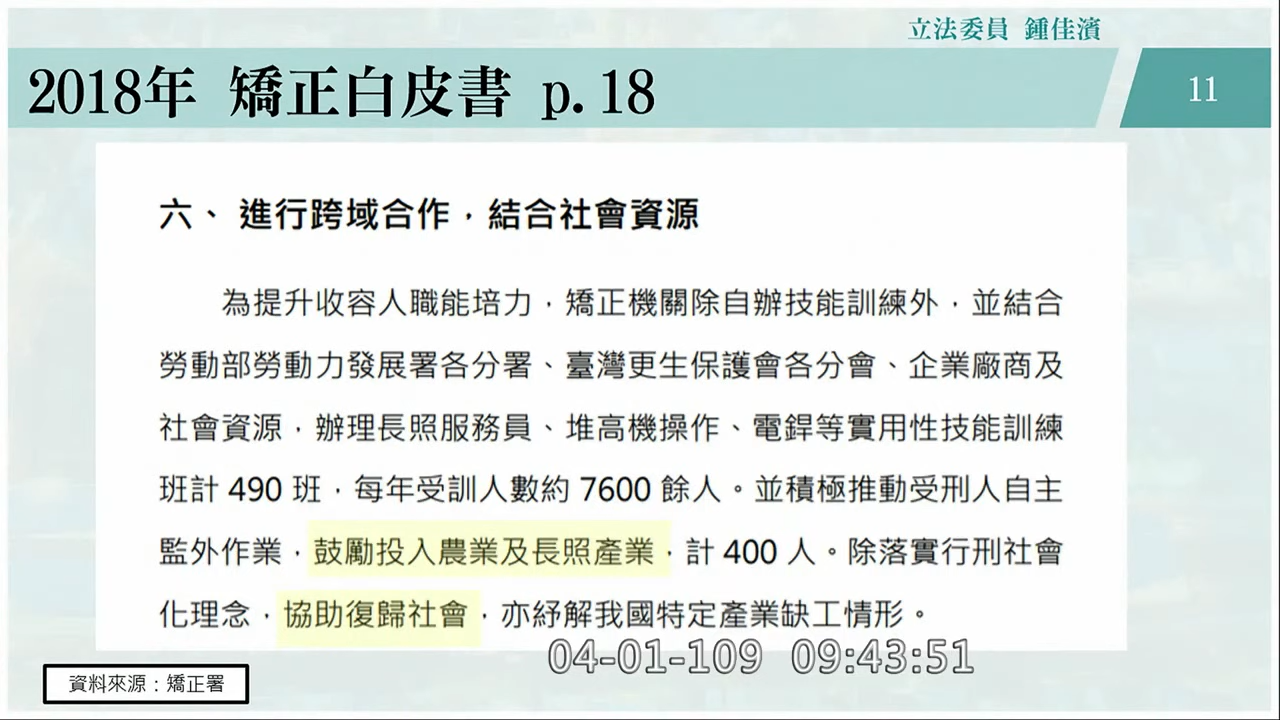 立法委員 鍾佳濱
2018年 矯正白皮書 p.18
11
六、 進行跨域合作，結合社會資源
為提升收容人職能培力，矯正機關除自辦技能訓練外，並結合
勞動部勞動力發展署各分署、臺灣更生保護會各分會、企業廠商及
社會資源，辦理長照服務員、堆高機操作、電銲等實用性技能訓練
班計 490 班，每年受訓人數約 7600 餘人。並積極推動受刑人自主
監外作業，鼓勵投入農業及長照產業，計 400 人。除落實行刑社會
化理念，協助復歸社會，亦紓解我國特定產業缺工情形。
04-01-109 09:43:51
資料來源：矯正署